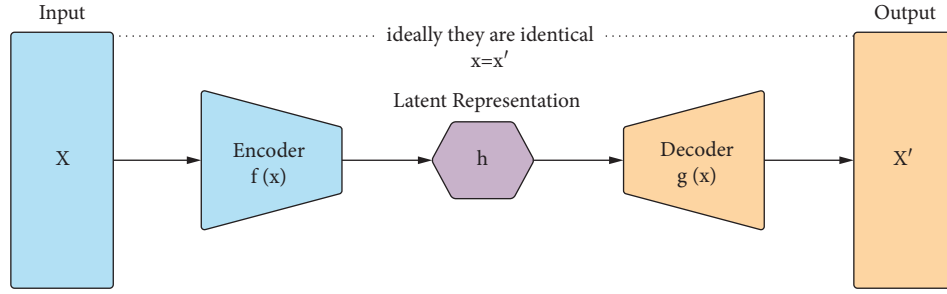 Input
Output
ideally they are identical
x=x′
Latent Representation
X
Encoder
f (x)
h
Decoder
g (x)
X′